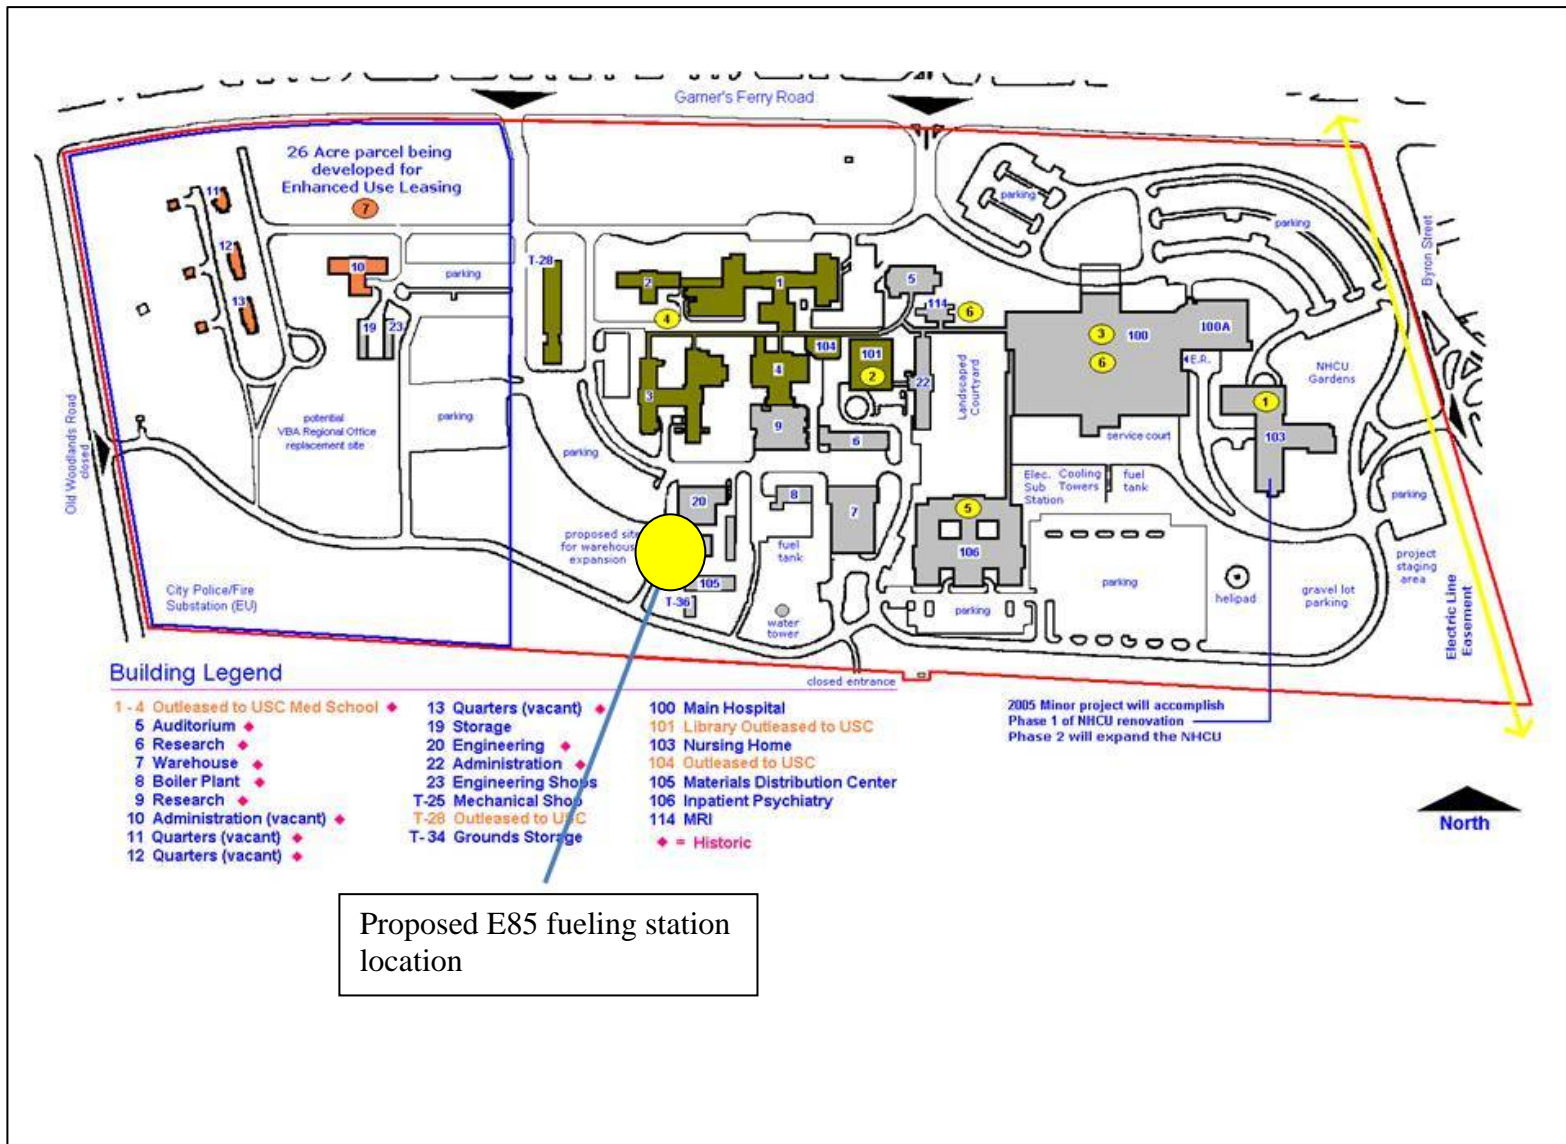 Garner's Ferry Road
26 Acre parcel being
developed for
Enhanced Use Leasing
7
11
12
13
10
parking
19
23
T-28
2
1
4
5
114
6
parking
parking
Byron Street
3
100
100A
6
E.R.
104
101
2
22
Landscaped
Courtyard
NHCU
Gardens
3
4
9
6
1
103
service court
Old Woodlands Road
closed
potential
VBA Regional Office
replacement site
parking
parking
Elec.
Sub
Station
Cooling
Towers
fuel
tank
parking
20
8
7
5
106
proposed site
for warehouse
expansion
fuel
tank
105
T-36
water
tower
parking
parking
helipad
gravel lot
parking
project
staging
area
Electric Line
Easement
City Police/Fire
Substation (EU)
closed entrance
Building Legend
1 - 4 Outleased to USC Med School ◆
5 Auditorium ◆
6 Research ◆
7 Warehouse ◆
8 Boiler Plant ◆
9 Research ◆
10 Administration (vacant) ◆
11 Quarters (vacant) ◆
12 Quarters (vacant) ◆
13 Quarters (vacant) ◆
19 Storage
20 Engineering ◆
22 Administration ◆
23 Engineering Shops
T-25 Mechanical Shop
T-28 Outleased to USC
T- 34 Grounds Storage
100 Main Hospital
101 Library Outleased to USC
103 Nursing Home
104 Outleased to USC
105 Materials Distribution Center
106 Inpatient Psychiatry
114 MRI
◆ = Historic
2005 Minor project will accomplish
Phase 1 of NHCU renovation
Phase 2 will expand the NHCU
North
Proposed E85 fueling station
location